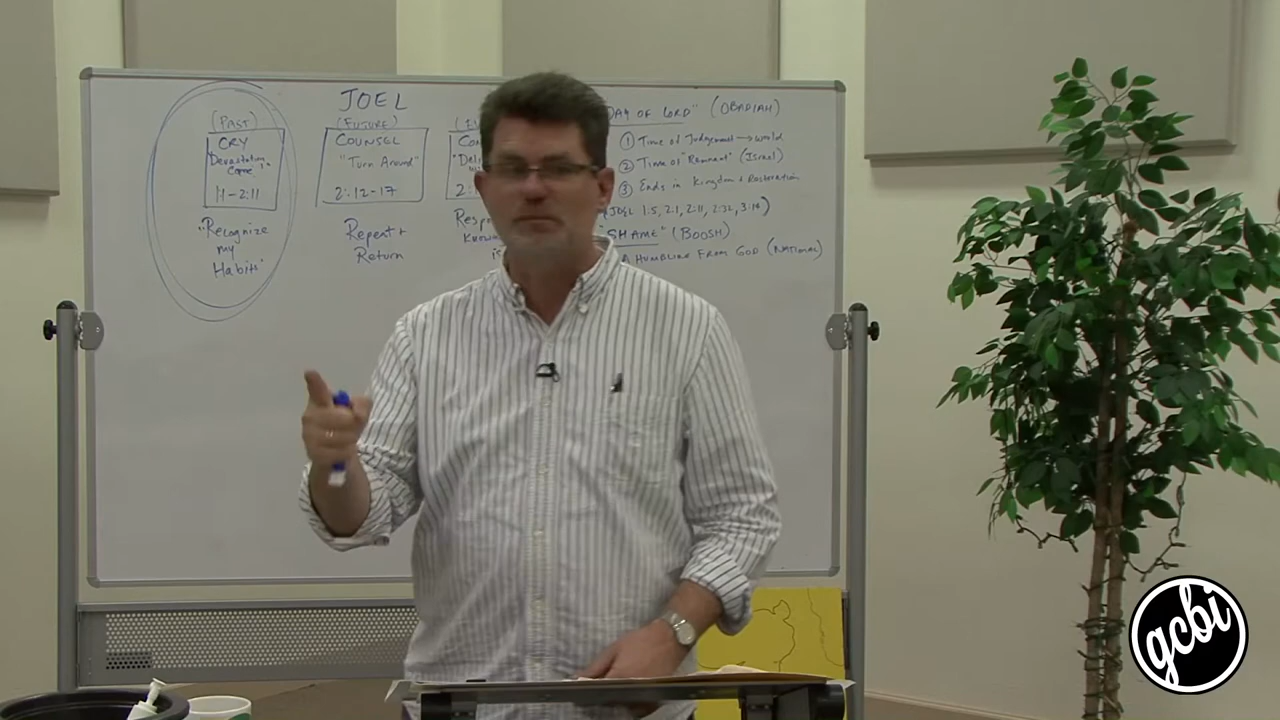 JOEL
(PAST)
CRY
"Devastation
Came"
1:1-2:11
"Recognize
my
Habits"
(FUTURE)
COUNSEL
"Turn Around"
2:12-17
Repent +
Return
2:
DAY OF LORD" (OBADIAH)
① Time of Judgement → world
② Time of "Remnant" (Israel)
③ Ends in Kingdom + Restoration
(JOEL 1:5, 2:1, 2:11, 2:32, 3:14)
"SHAME" (BOOSH)
A HUMBLING FROM GOD (NATIONAL)
gcbi